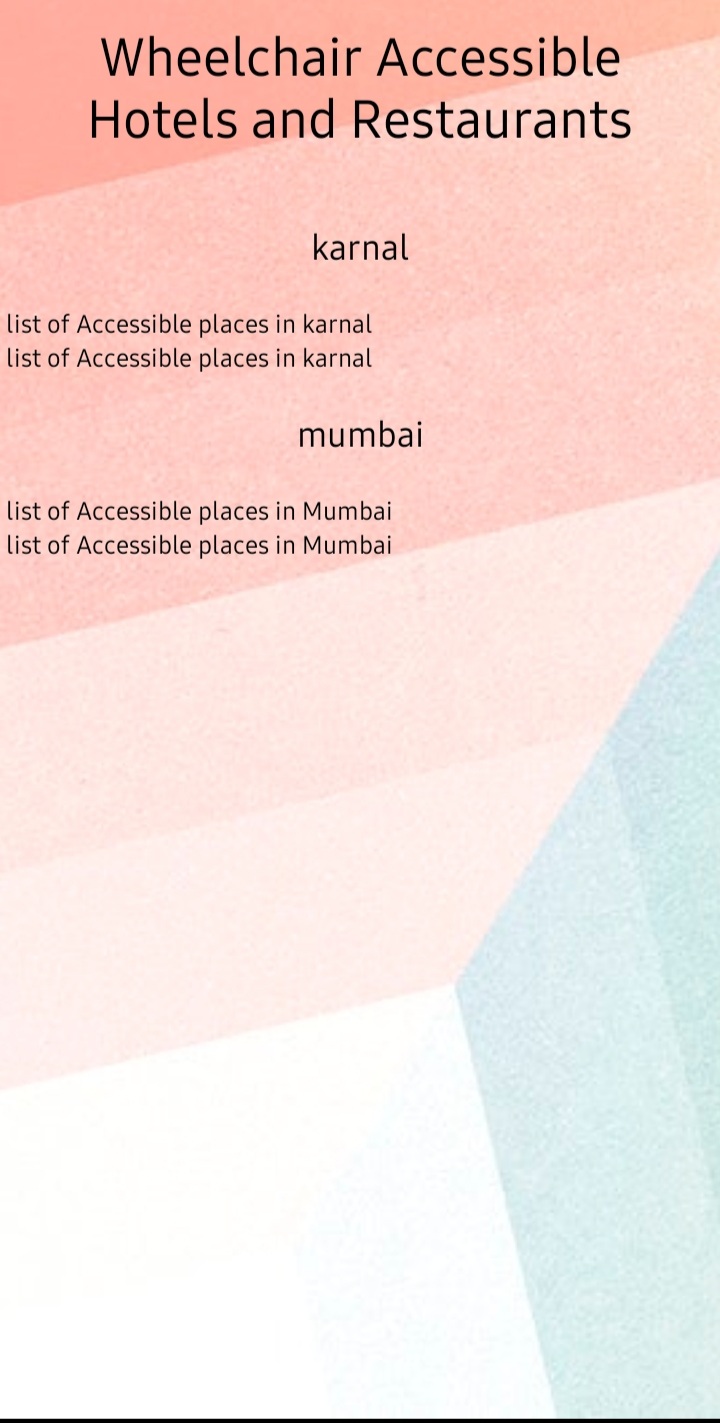 Wheelchair Accessible
Hotels and Restaurants
karnal
list of Accessible places in karnal
list of Accessible places in karnal
mumbai
list of Accessible places in Mumbai
list of Accessible places in Mumbai